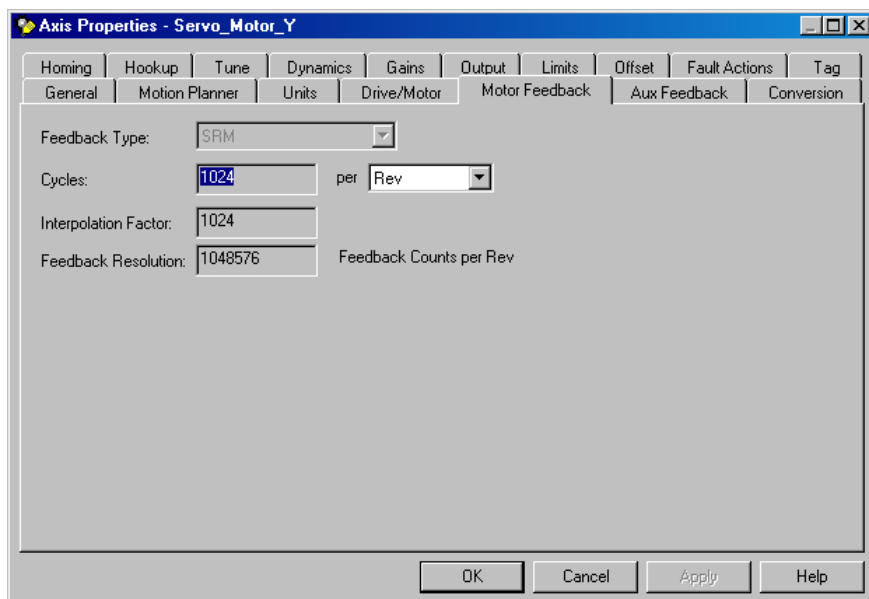 Axis Properties - Servo_Motor_Y
Homing Hookup Tune Dynamics Gains Output Limits Offset Fault Actions Tag
General Motion Planner Units Drive/Motor Motor Feedback Aux Feedback Conversion
Feedback Type: SRM
Cycles: 1024 per Rev
Interpolation Factor: 1024
Feedback Resolution: 1048576 Feedback Counts per Rev
OK Cancel Apply Help